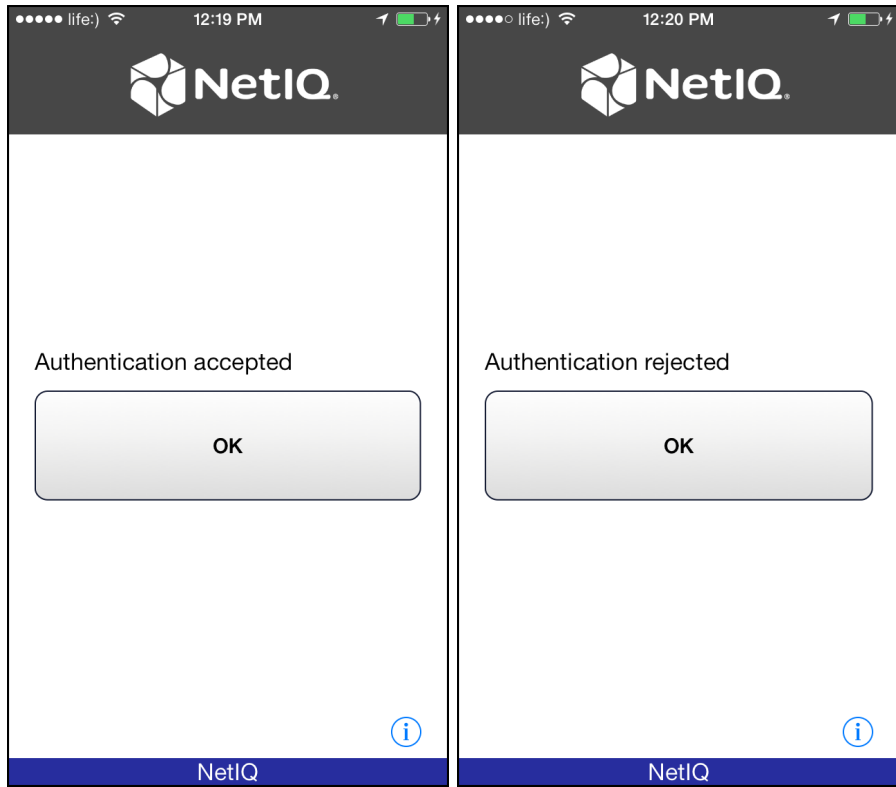 life:) 12:19 PM
NetIQ®
Authentication accepted
OK
i
NetIQ
life:) 12:20 PM
NetIQ®
Authentication rejected
OK
i
NetIQ